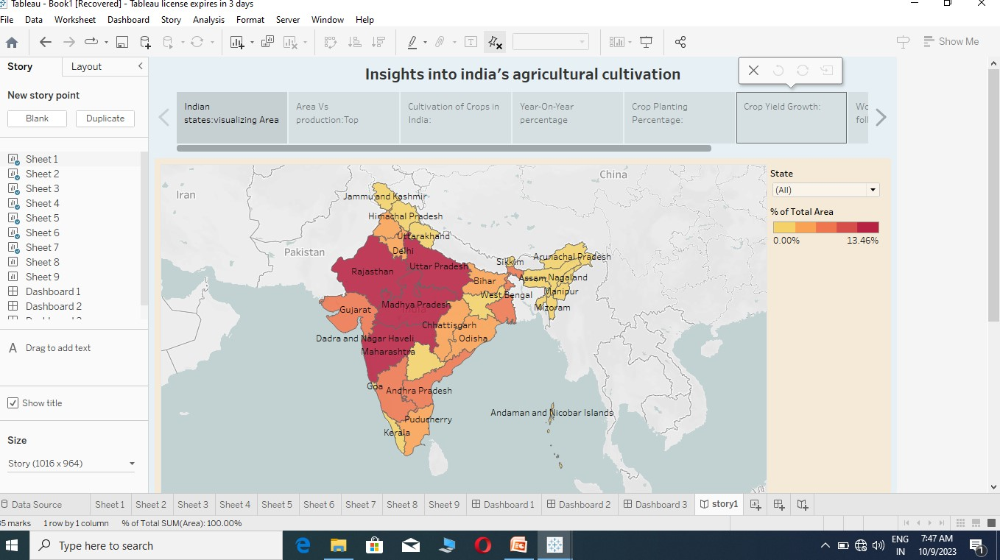 Tableau - Book1 [Recovered] - Tableau license expires in 3 days
File Data Worksheet Dashboard Story Analysis Format Server Window Help
Show Me
Story Layout
New story point
Blank Duplicate
Sheet 1
Sheet 2
Sheet 3
Sheet 4
Sheet 5
Sheet 6
Sheet 7
Sheet 8
Sheet 9
Dashboard 1
Dashboard 2
A Drag to add text
Show title
Size
Story (1016 x 964)
Insights into india's agricultural cultivation
Indian
states:visualizing Area
Area Vs
production:Top
Cultivation of Crops in
India:
Year-On-Year
percentage
Crop Planting
Percentage:
Crop Yield Growth:
Iran
China
Pakistan
India
Jammu and Kashmir
Himachal Pradesh
Uttarakhand
Delhi
Sikkim
Arunachal Pradesh
Uttar Pradesh
Rajasthan
Bihar
Assam Nagaland
Manipur
West Bengal
Madhya Pradesh
Mizoram
Gujarat
Chhattisgarh
Dadra and Nagar Haveli
Odisha
Maharashtra
Goa
Andhra Pradesh
Andaman and Nicobar Islands
Puducherry
Kerala
State
(All)
% of Total Area
0.00% 13.46%
Data Source Sheet 1 Sheet 2 Sheet 3 Sheet 4 Sheet 5 Sheet 6 Sheet 7 Sheet 8 Sheet 9 Dashboard 1 Dashboard 2 Dashboard 3 story1
marks 1 row by 1 column % of Total SUM(Area): 100.00%
Type here to search
ENG
IN
7:47 AM
10/9/2023
1